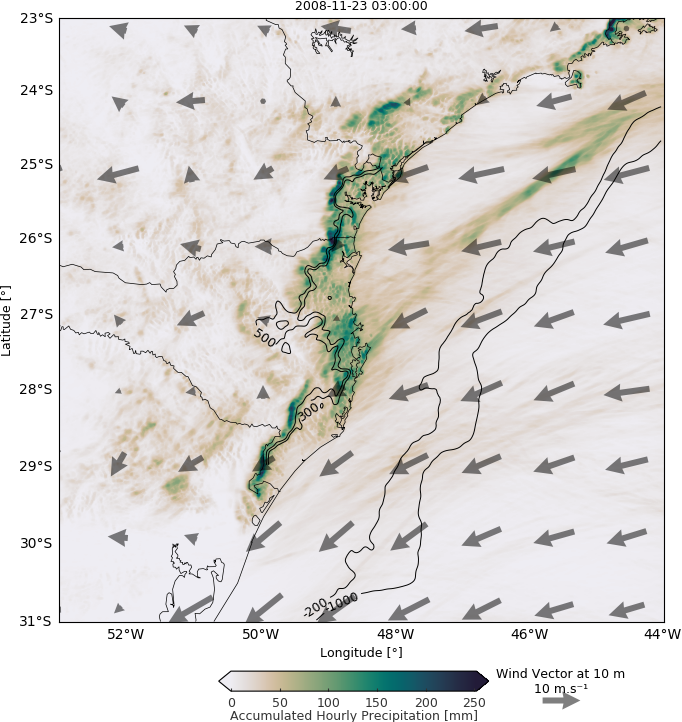 2008-11-23 03:00:00
23°S
24°S
25°S
26°S
27°S
28°S
29°S
30°S
31°S
Latitude [°]
500
300
-200
-1000
52°W 50°W 48°W 46°W 44°W
Longitude [°]
0 50 100 150 200 250
Accumulated Hourly Precipitation [mm]
Wind Vector at 10 m
10 m.s⁻¹